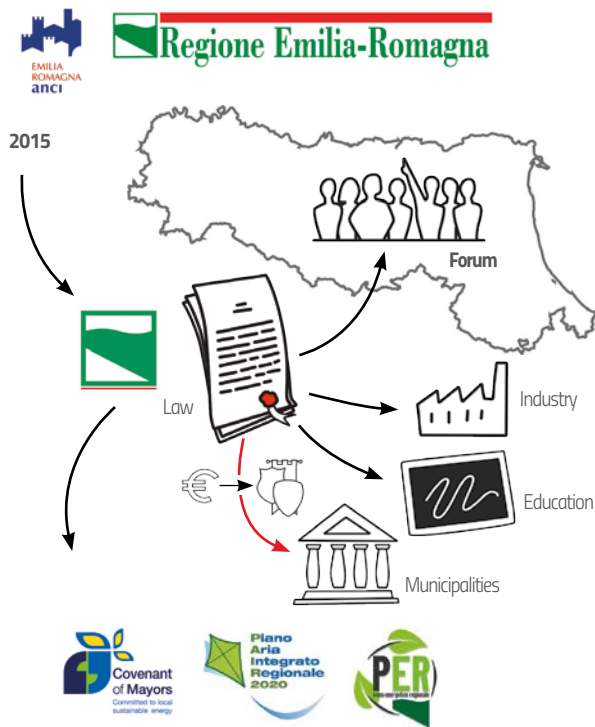 EMILIA
ROMAGNA
anci
Regione Emilia-Romagna
2015
Forum
Law
Industry
€
Education
Municipalities
Covenant
of Mayors
Committed to local
sustainable energy
Piano
Aria
Integrato
Regionale
2020
PER